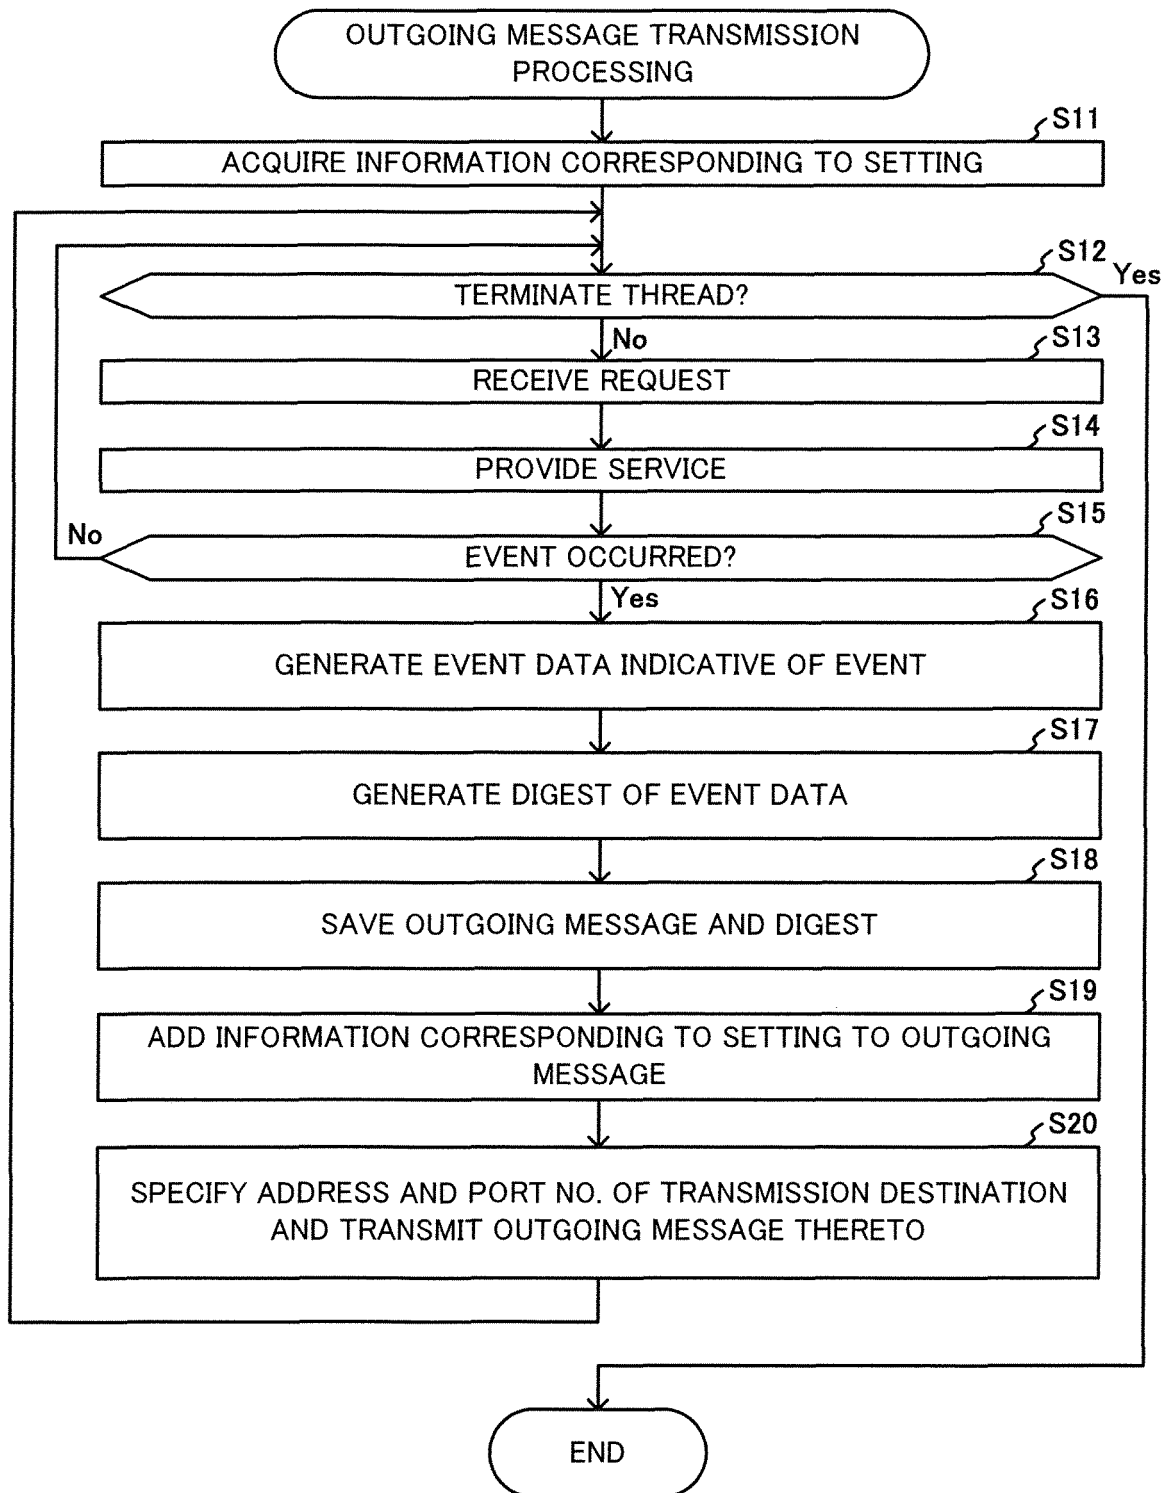 OUTGOING MESSAGE TRANSMISSION
PROCESSING
S11
ACQUIRE INFORMATION CORRESPONDING TO SETTING
S12
Yes
TERMINATE THREAD?
No
S13
RECEIVE REQUEST
S14
PROVIDE SERVICE
S15
No
EVENT OCCURRED?
Yes
S16
GENERATE EVENT DATA INDICATIVE OF EVENT
S17
GENERATE DIGEST OF EVENT DATA
S18
SAVE OUTGOING MESSAGE AND DIGEST
S19
ADD INFORMATION CORRESPONDING TO SETTING TO OUTGOING
MESSAGE
S20
SPECIFY ADDRESS AND PORT NO. OF TRANSMISSION DESTINATION
AND TRANSMIT OUTGOING MESSAGE THERETO
END